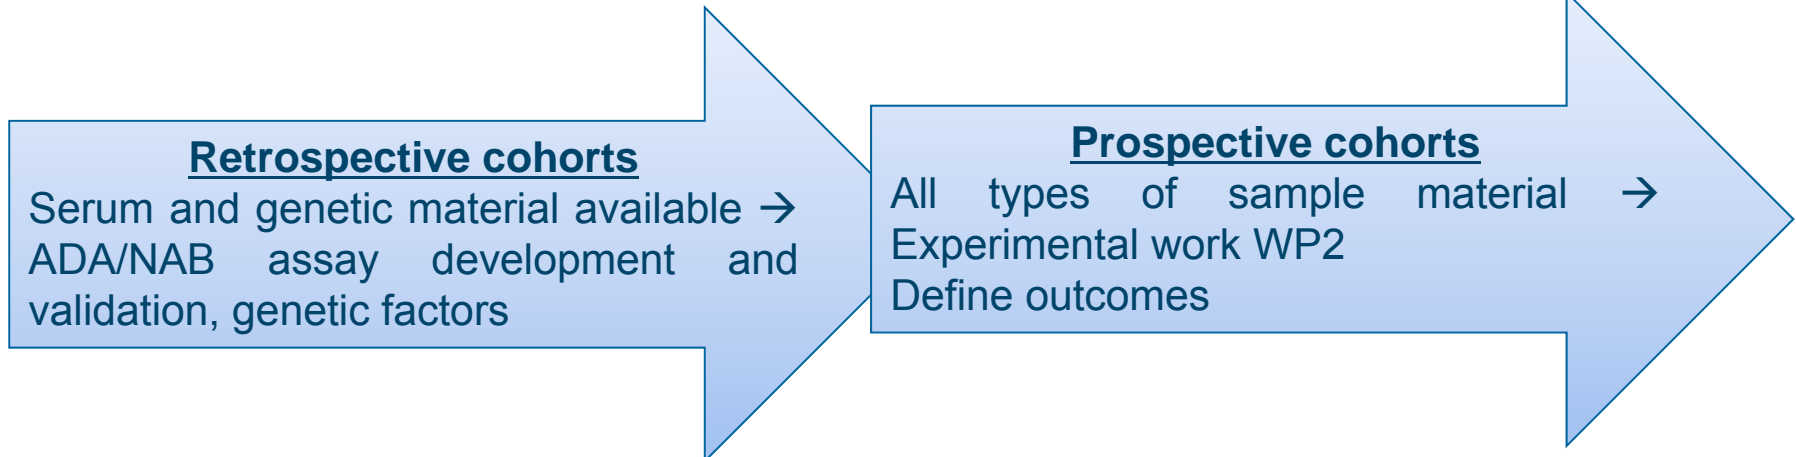 Retrospective cohorts
Serum and genetic material available →
ADA/NAB assay development and
validation, genetic factors
Prospective cohorts
All types of sample material →
Experimental work WP2
Define outcomes